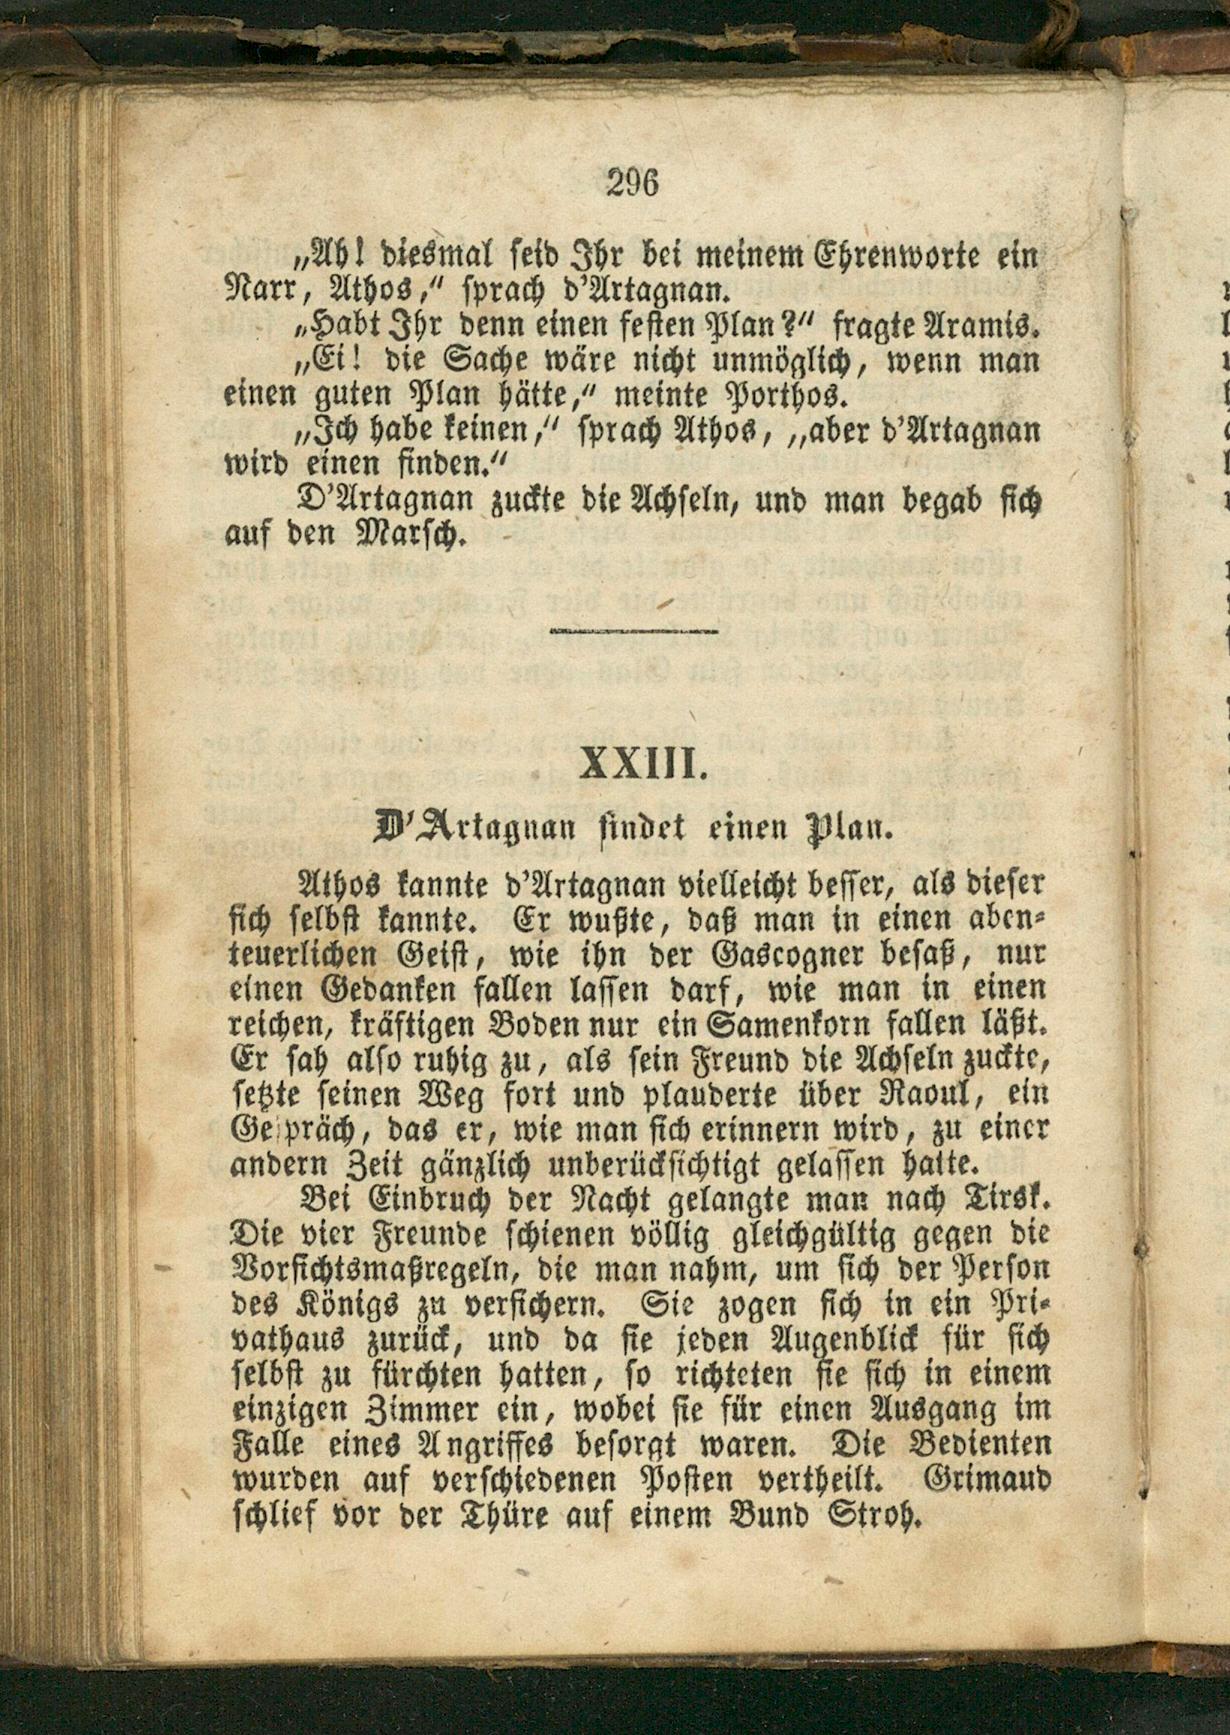 296
„Ah! diesmal seid Ihr bei meinem Ehrenworte ein
Narr, Athos,“ sprach d'Artagnan.
„Habt Ihr denn einen festen Plan?“ fragte Aramis.
„Ei! die Sache wäre nicht unmöglich, wenn man
einen guten Plan hätte,“ meinte Porthos.
„Ich habe keinen,“ sprach Athos, „aber d'Artagnan
wird einen finden.“
D'Artagnan zuckte die Achseln, und man begab sich
auf den Marsch.
XXIII.
D'Artagnan findet einen Plan.
Athos kannte d'Artagnan vielleicht besser, als dieser
sich selbst kannte. Er wußte, daß man in einen aben-
teuerlichen Geist, wie ihn der Gascogner besaß, nur
einen Gedanken fallen lassen darf, wie man in einen
reichen, kräftigen Boden nur ein Samenkorn fallen läßt.
Er sah also ruhig zu, als sein Freund die Achseln zuckte,
setzte seinen Weg fort und plauderte über Raoul, ein
Gespräch, das er, wie man sich erinnern wird, zu einer
andern Zeit gänzlich unberücksichtigt gelassen hatte.
Bei Einbruch der Nacht gelangte man nach Tirsk.
Die vier Freunde schienen völlig gleichgültig gegen die
Vorsichtsmaßregeln, die man nahm, um sich der Person
des Königs zu versichern. Sie zogen sich in ein Pri-
vathaus zurück, und da sie jeden Augenblick für sich
selbst zu fürchten hatten, so richteten sie sich in einem
einzigen Zimmer ein, wobei sie für einen Ausgang im
Falle eines Angriffes besorgt waren. Die Bedienten
wurden auf verschiedenen Posten vertheilt. Grimaud
schlief vor der Thüre auf einem Bund Stroh.